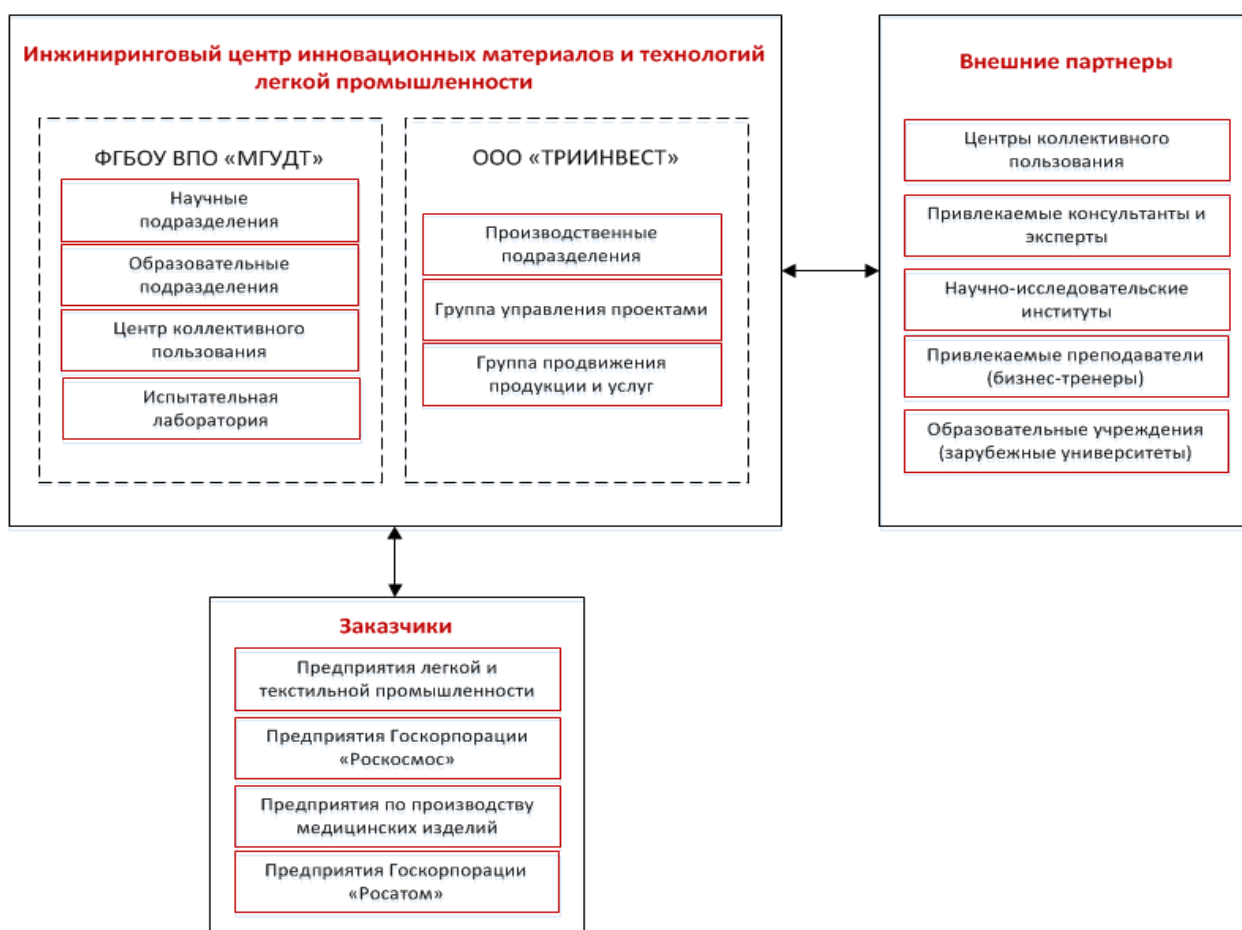 Инжиниринговый центр инновационных материалов и технологий
легкой промышленности
ФГБОУ ВПО «МГУДТ»
Научные
подразделения
Образовательные
подразделения
Центр коллективного
пользования
Испытательная
лаборатория
ООО «ТРИИНВЕСТ»
Производственные
подразделения
Группа управления проектами
Группа продвижения
продукции и услуг
Внешние партнеры
Центры коллективного
пользования
Привлекаемые консультанты и
эксперты
Научно-исследовательские
институты
Привлекаемые преподаватели
(бизнес-тренеры)
Образовательные учреждения
(зарубежные университеты)
Заказчики
Предприятия легкой и
текстильной промышленности
Предприятия Госкорпорации
«Роскосмос»
Предприятия по производству
медицинских изделий
Предприятия Госкорпорации
«Росатом»